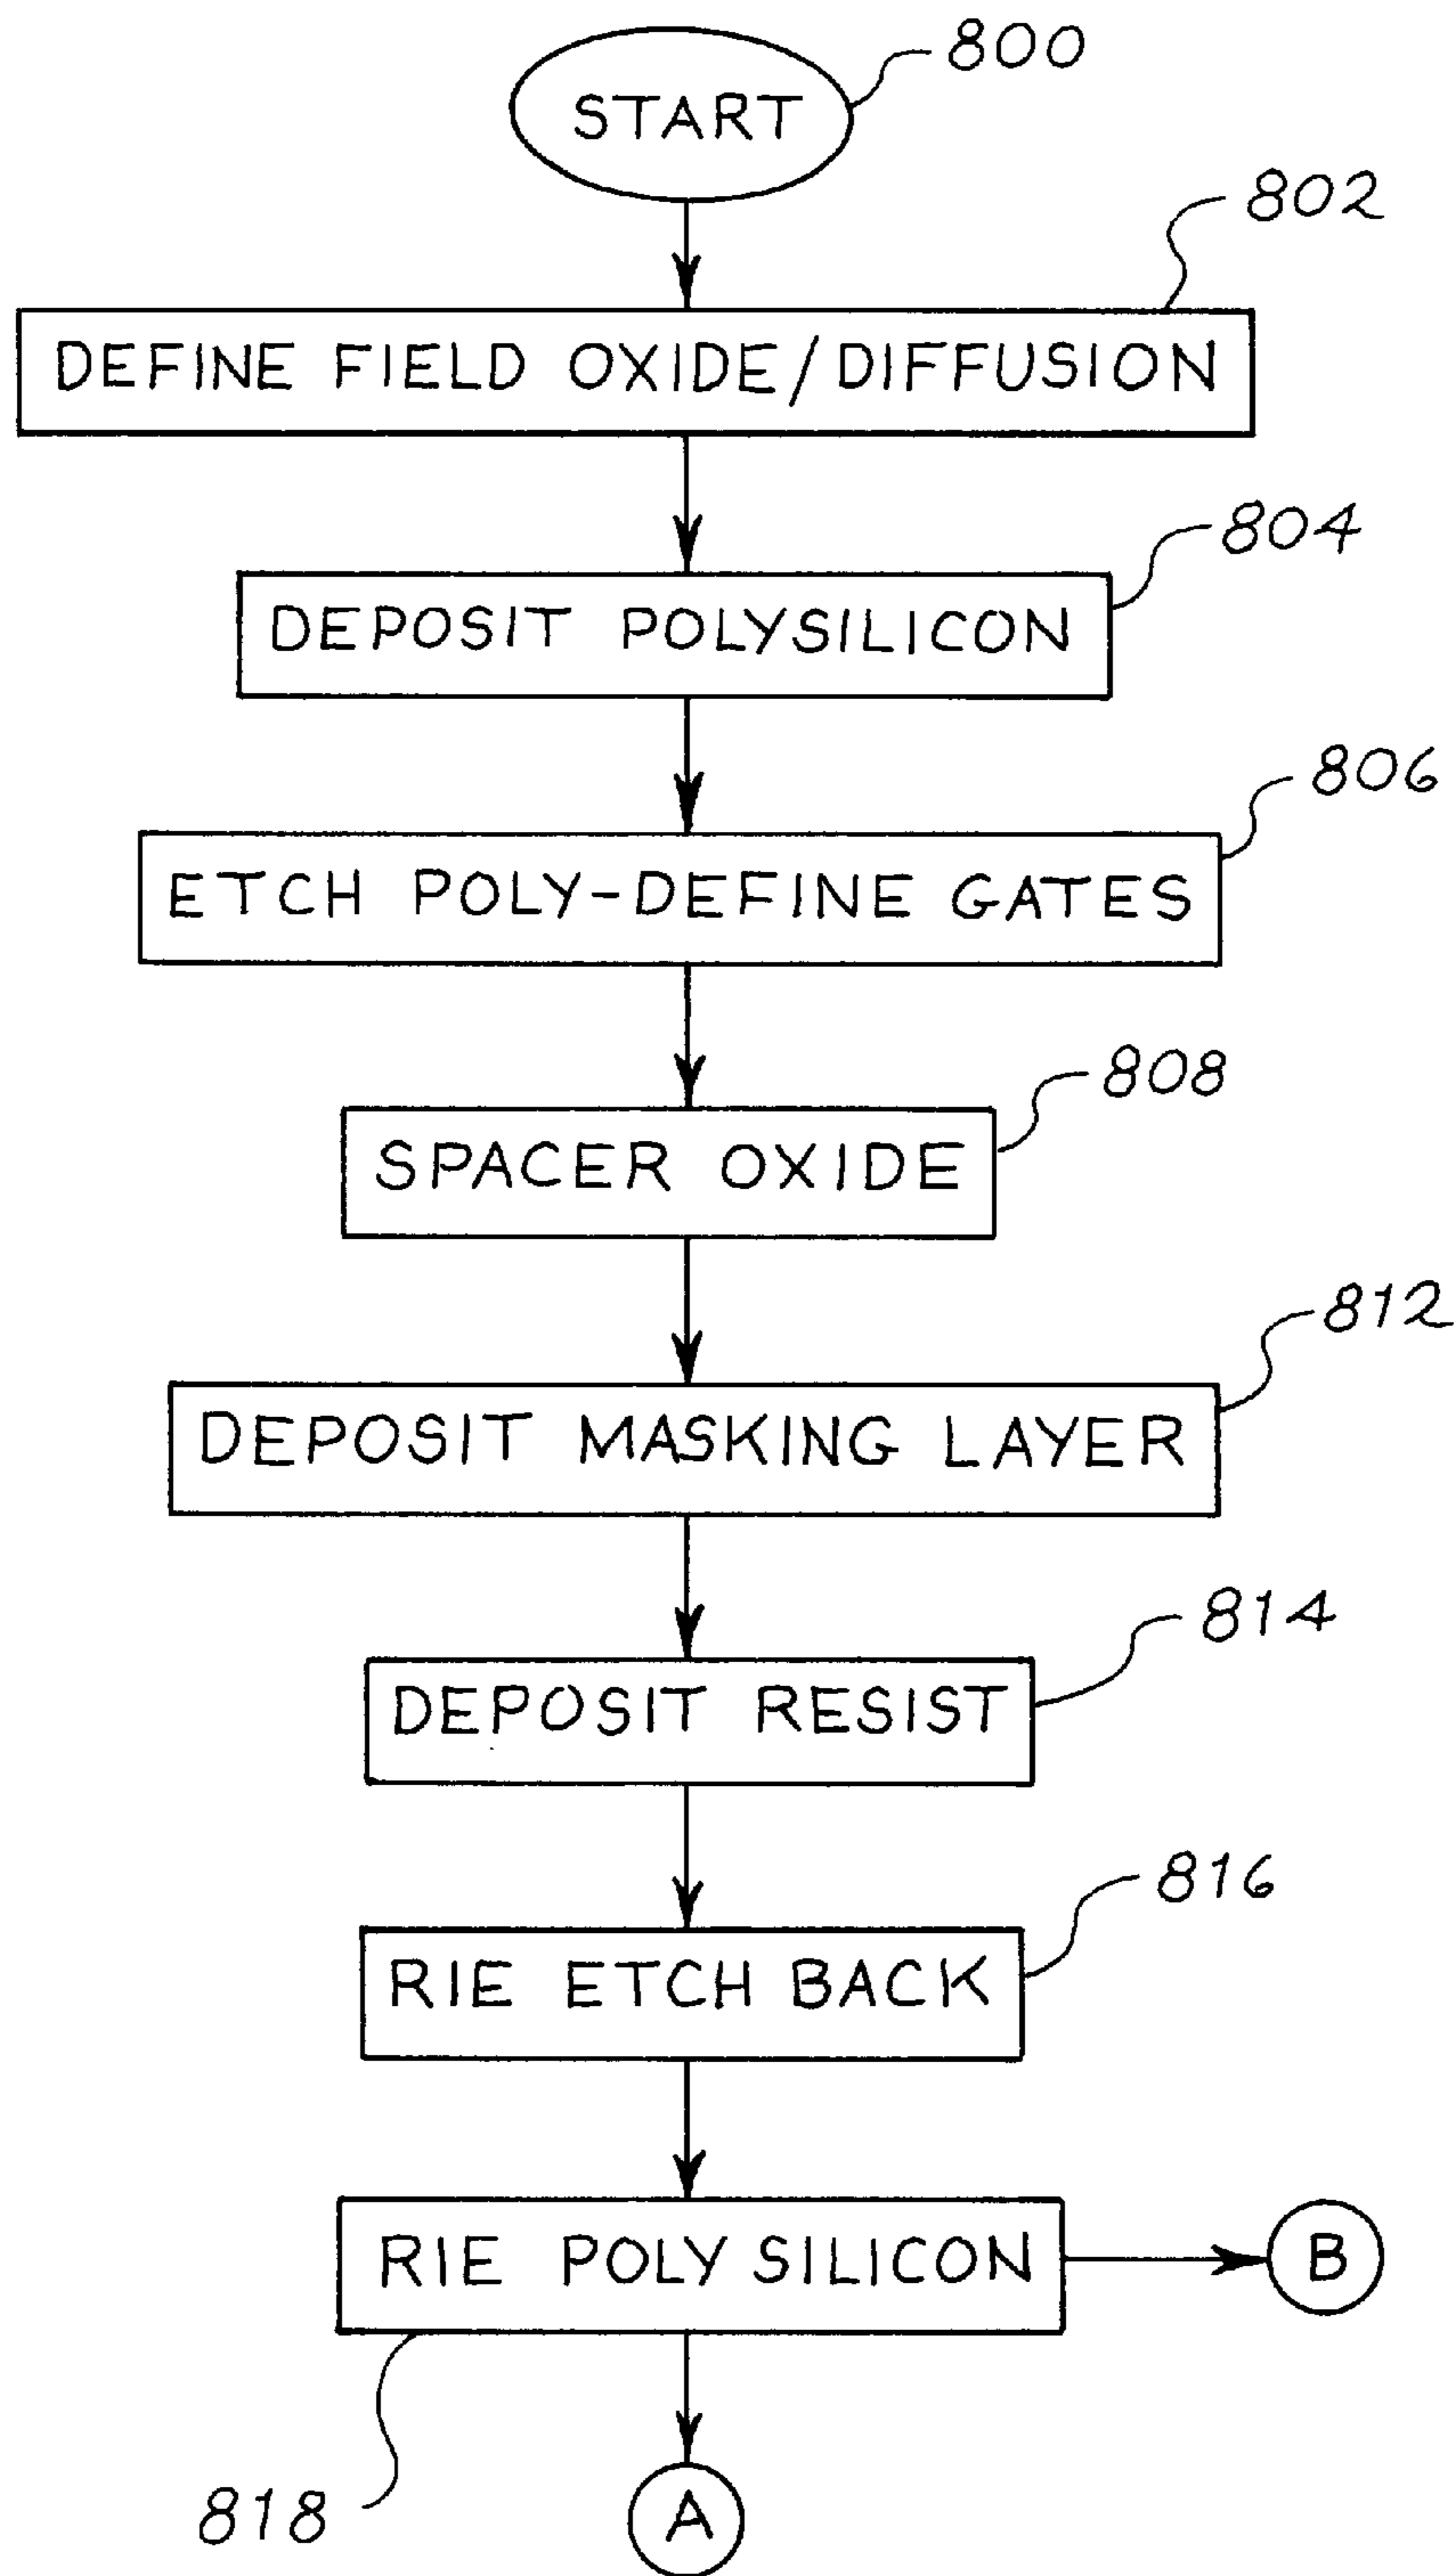 800
START
802
DEFINE FIELD OXIDE/DIFFUSION
804
DEPOSIT POLYSILICON
806
ETCH POLY-DEFINE GATES
808
SPACER OXIDE
812
DEPOSIT MASKING LAYER
814
DEPOSIT RESIST
816
RIE ETCH BACK
RIE POLY SILICON
B
818
A